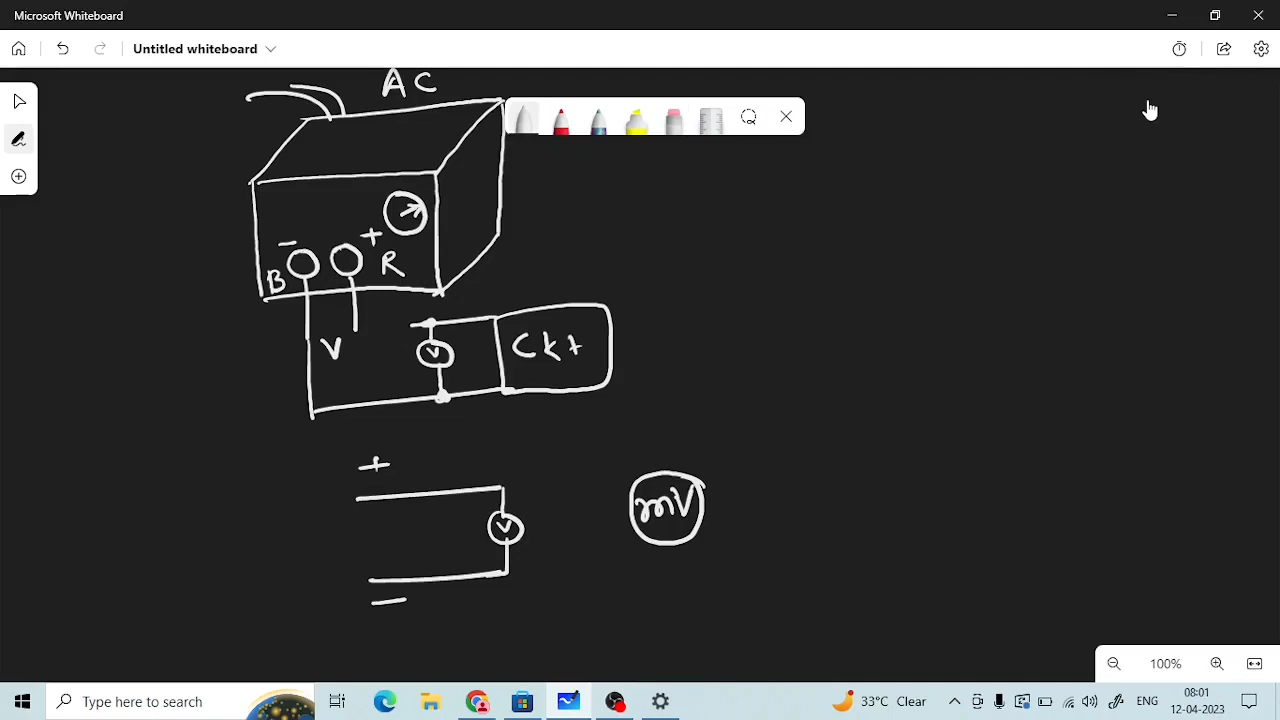 Microsoft Whiteboard
Untitled whiteboard
AC
−
+
B
R
V
V
Ckt
+
V
mV
−
100%
Type here to search
33°C Clear
ENG
08:01
12-04-2023